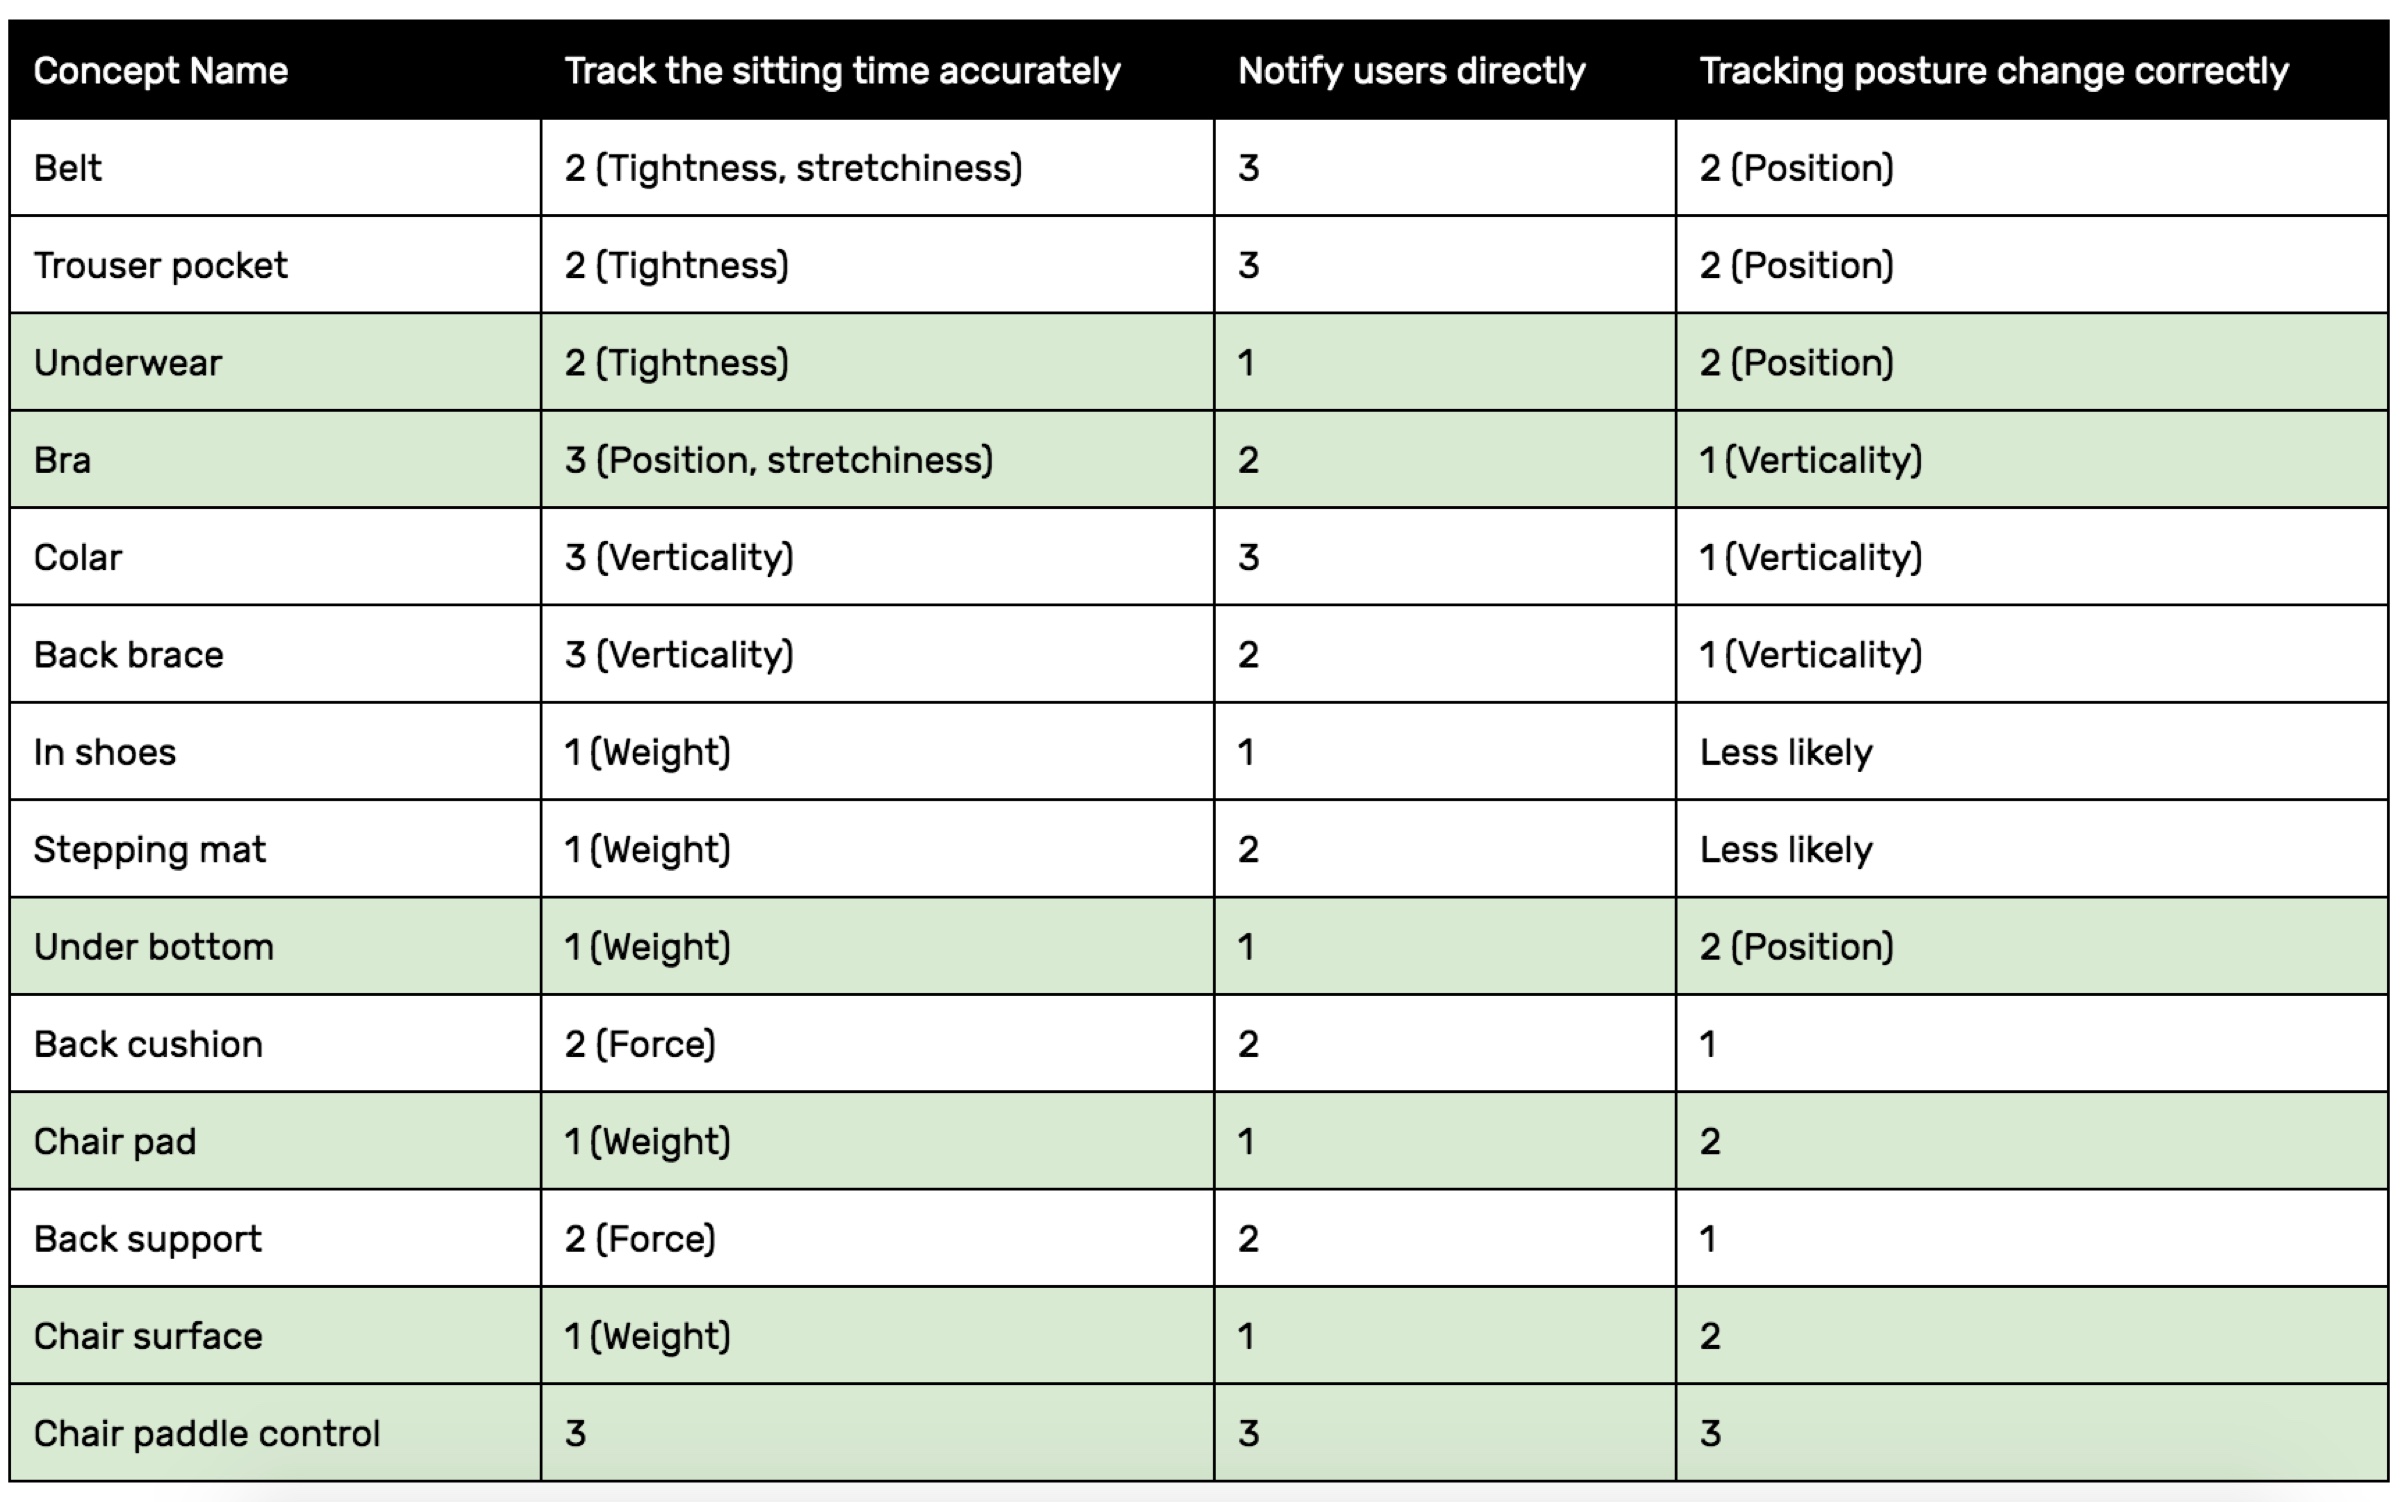 Concept Name Track the sitting time accurately Notify users directly Tracking posture change correctly
Belt 2 (Tightness, stretchiness) 3 2 (Position)
Trouser pocket 2 (Tightness) 3 2 (Position)
Underwear 2 (Tightness) 1 2 (Position)
Bra 3 (Position, stretchiness) 2 1 (Verticality)
Colar 3 (Verticality) 3 1 (Verticality)
Back brace 3 (Verticality) 2 1 (Verticality)
In shoes 1 (Weight) 1 Less likely
Stepping mat 1 (Weight) 2 Less likely
Under bottom 1 (Weight) 1 2 (Position)
Back cushion 2 (Force) 2 1
Chair pad 1 (Weight) 1 2
Back support 2 (Force) 2 1
Chair surface 1 (Weight) 1 2
Chair paddle control 3 3 3